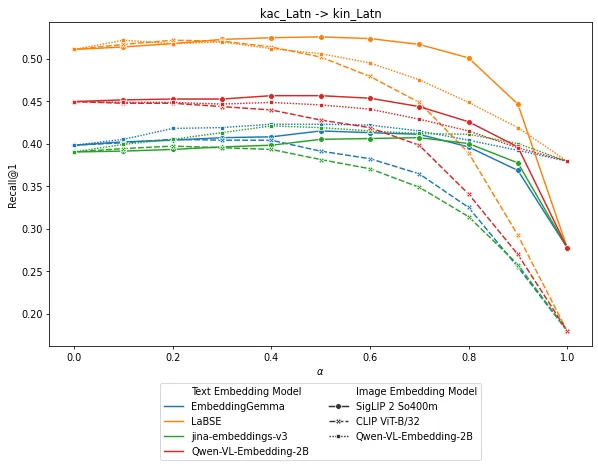 kac_Latn -> kin_Latn
Recall@1
0.50
0.45
0.40
0.35
0.30
0.25
0.20
0.0
0.2
0.4
0.6
0.8
1.0
α
Text Embedding Model
EmbeddingGemma
LaBSE
jina-embeddings-v3
Qwen-VL-Embedding-2B
Image Embedding Model
SigLIP 2 So400m
CLIP ViT-B/32
Qwen-VL-Embedding-2B